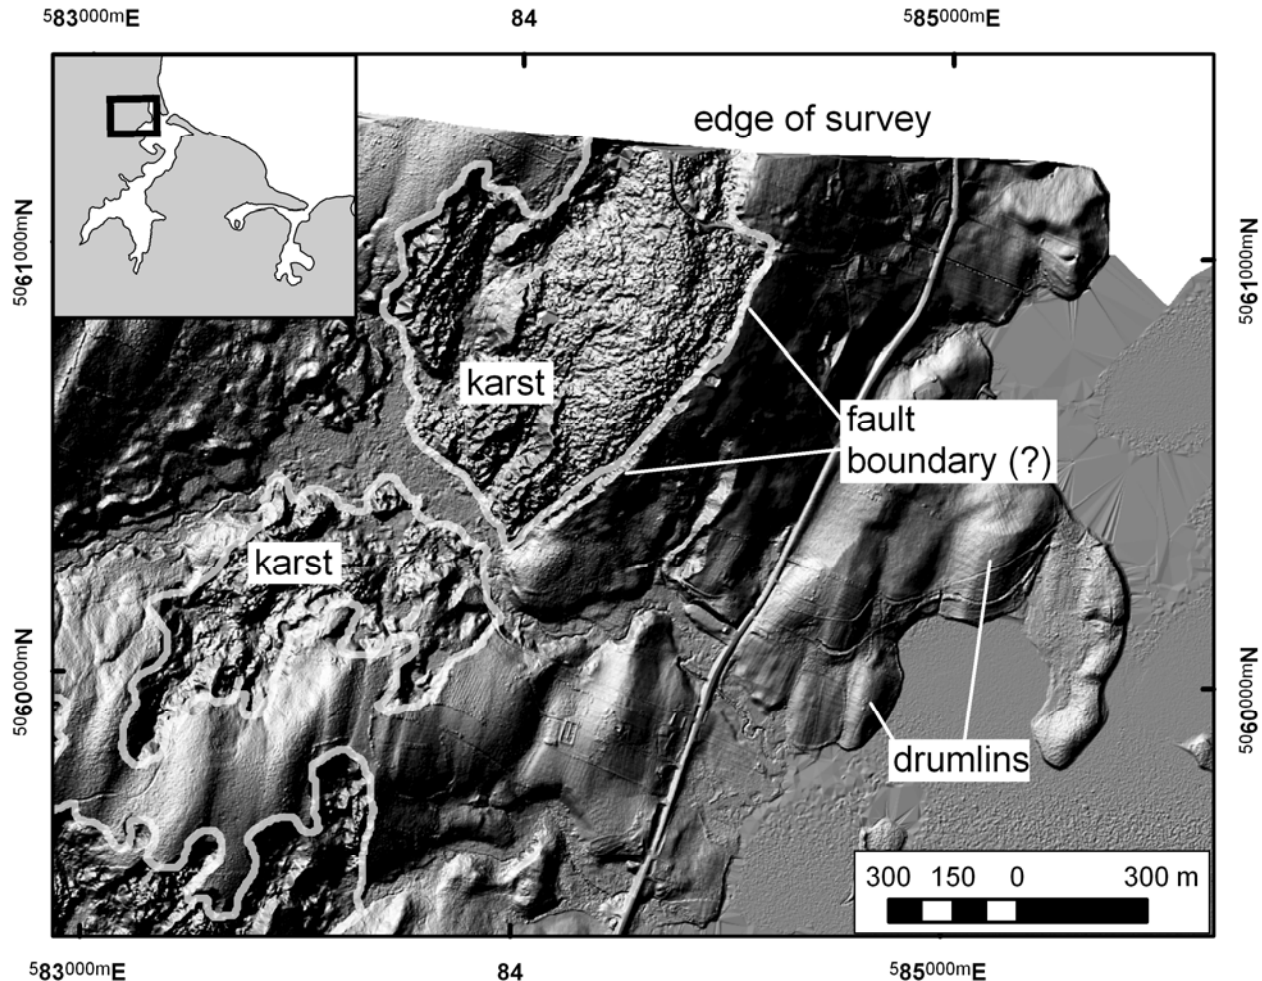 583000mE 84 585000mE
edge of survey
5061000mN
5061000mN
karst
fault
boundary (?)
karst
5060000mN
5060000mN
drumlins
300 150 0 300 m
583000mE 84 585000mE